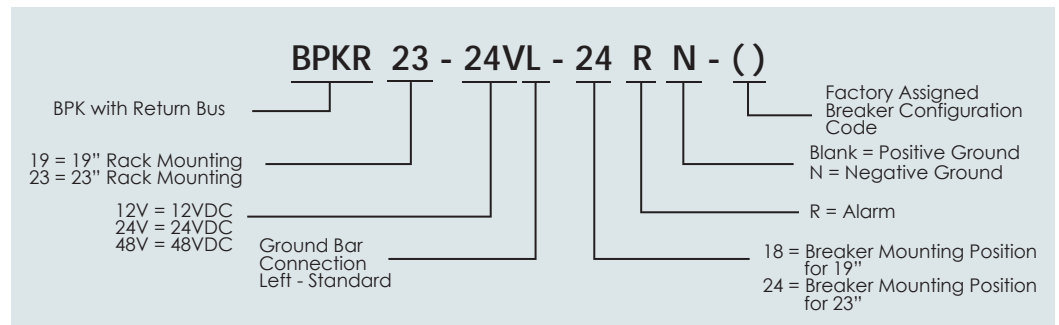 BPKR 23 - 24VL - 24 R N - ( )
BPK with Return Bus
19 = 19” Rack Mounting
23 = 23” Rack Mounting
12V = 12VDC
24V = 24VDC
48V = 48VDC
Ground Bar
Connection
Left - Standard
Factory Assigned
Breaker Configuration
Code
Blank = Positive Ground
N = Negative Ground
R = Alarm
18 = Breaker Mounting Position
for 19”
24 = Breaker Mounting Position
for 23”